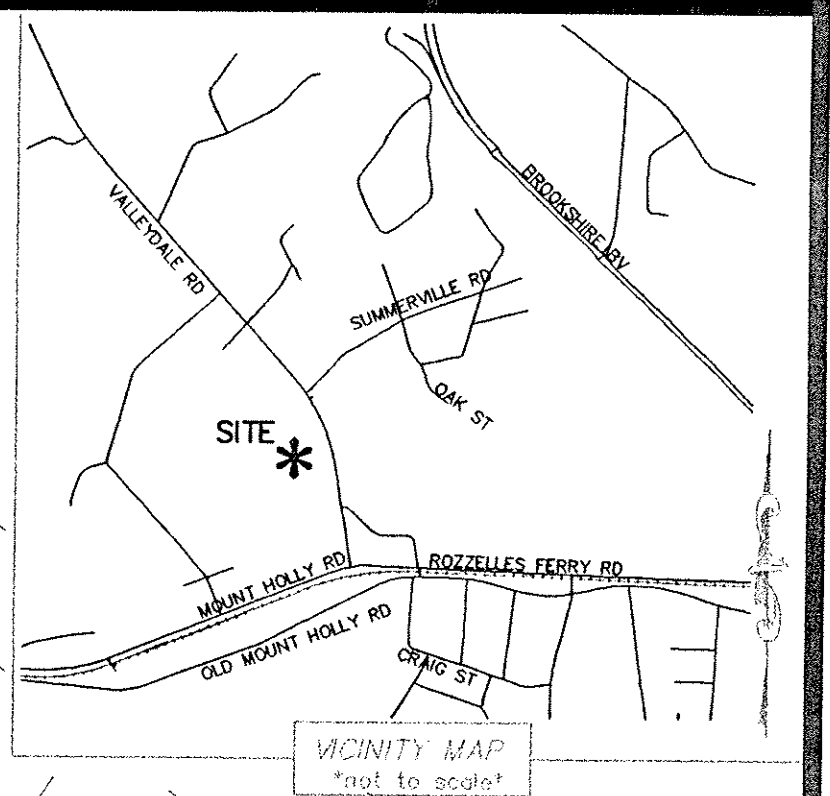 BROOKSHIRE BV
VALLEYDALE RD
SUMMERVILLE RD
OAK ST
SITE
*
MOUNT HOLLY RD
ROZZELLES FERRY RD
OLD MOUNT HOLLY RD
CRAIG ST
VICINITY MAP
*not to scale*